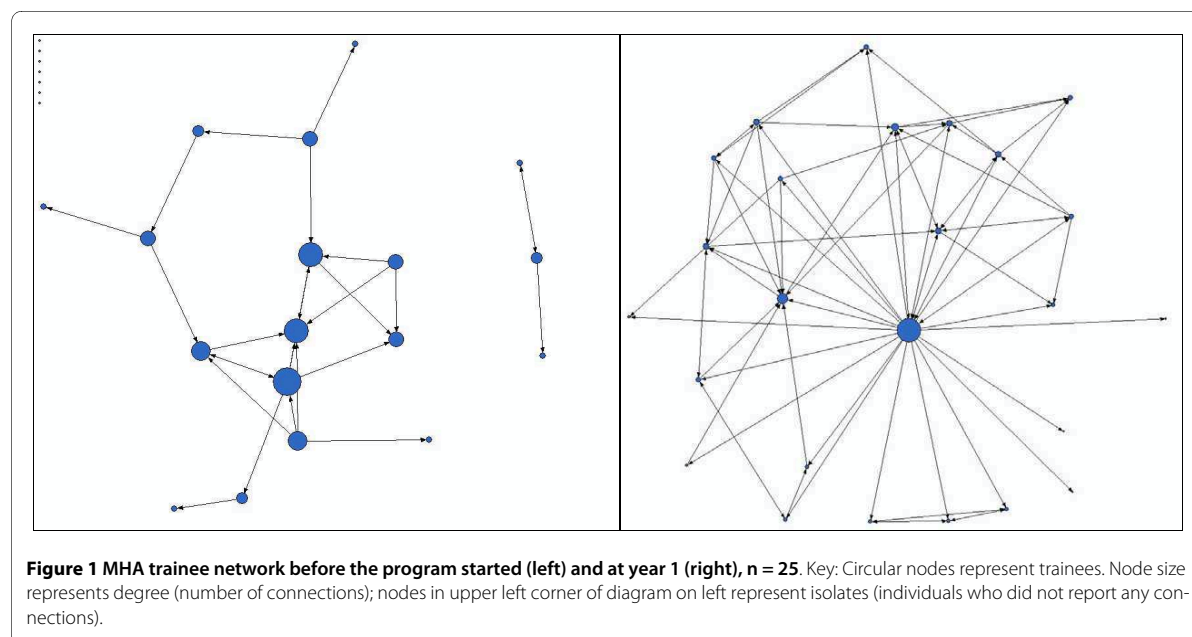 Figure 1 MHA trainee network before the program started (left) and at year 1 (right), n = 25. Key: Circular nodes represent trainees. Node size
represents degree (number of connections); nodes in upper left corner of diagram on left represent isolates (individuals who did not report any con-
nections).